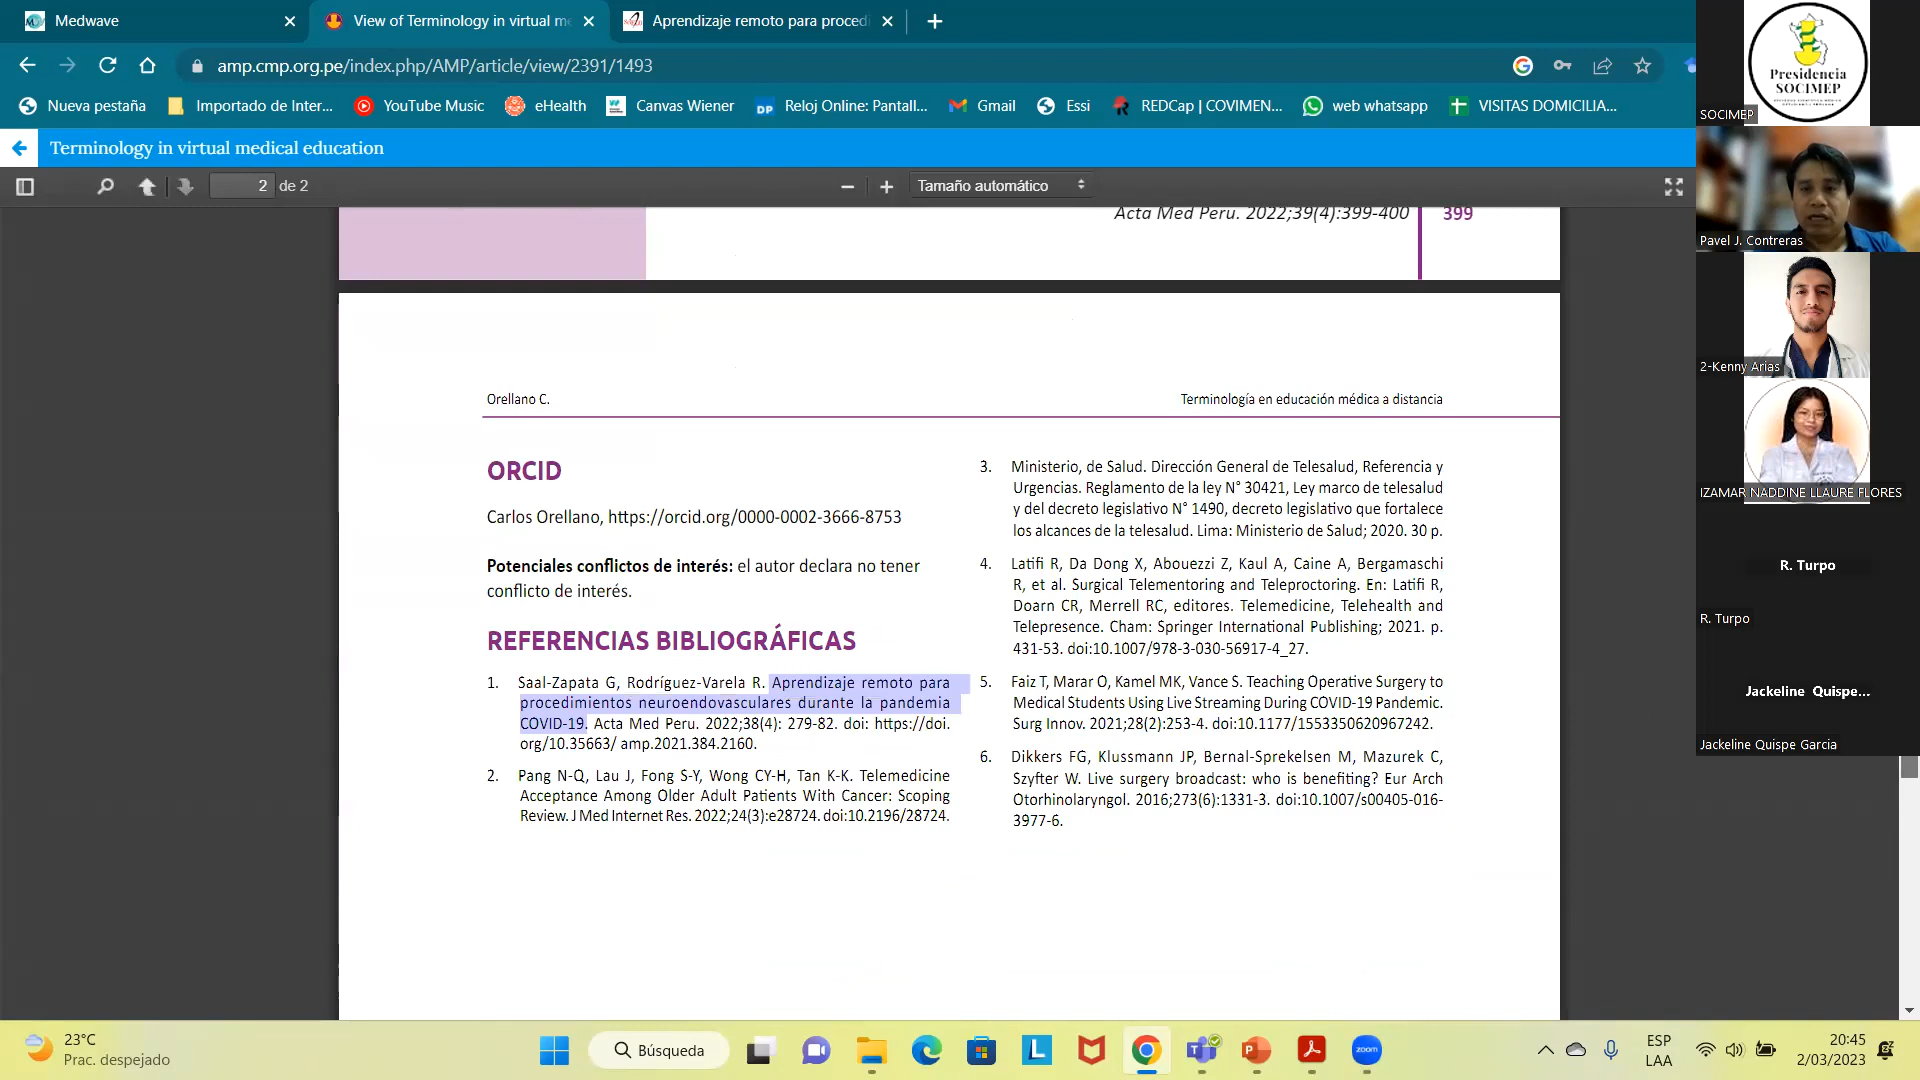 Medwave
View of Terminology in virtual me
Aprendizaje remoto para proced
amp.cmp.org.pe/index.php/AMP/article/view/2391/1493
Nueva pestaña
Importado de Inter...
YouTube Music
eHealth
Canvas Wiener
DP
Reloj Online: Pantall...
Gmail
Essi
REDCap | COVIMEN...
web whatsapp
VISITAS DOMICILIA...
Terminology in virtual medical education
2 de 2
Tamaño automático
Acta Med Peru. 2022;39(4):399-400
399
Orellano C.
Terminología en educación médica a distancia
ORCID
Carlos Orellano, https://orcid.org/0000-0002-3666-8753
Potenciales conflictos de interés: el autor declara no tener
conflicto de interés.
REFERENCIAS BIBLIOGRÁFICAS
1. Saal-Zapata G, Rodríguez-Varela R. Aprendizaje remoto para
procedimientos neuroendovasculares durante la pandemia
COVID-19. Acta Med Peru. 2022;38(4): 279-82. doi: https://doi.
org/10.35663/ amp.2021.384.2160.
2. Pang N-Q, Lau J, Fong S-Y, Wong CY-H, Tan K-K. Telemedicine
Acceptance Among Older Adult Patients With Cancer: Scoping
Review. J Med Internet Res. 2022;24(3):e28724. doi:10.2196/28724.
3. Ministerio, de Salud. Dirección General de Telesalud, Referencia y
Urgencias. Reglamento de la ley N° 30421, Ley marco de telesalud
y del decreto legislativo N° 1490, decreto legislativo que fortalece
los alcances de la telesalud. Lima: Ministerio de Salud; 2020. 30 p.
4. Latifi R, Da Dong X, Abouezzi Z, Kaul A, Caine A, Bergamaschi
R, et al. Surgical Telementoring and Teleproctoring. En: Latifi R,
Doarn CR, Merrell RC, editores. Telemedicine, Telehealth and
Telepresence. Cham: Springer International Publishing; 2021. p.
431-53. doi:10.1007/978-3-030-56917-4_27.
5. Faiz T, Marar O, Kamel MK, Vance S. Teaching Operative Surgery to
Medical Students Using Live Streaming During COVID-19 Pandemic.
Surg Innov. 2021;28(2):253-4. doi:10.1177/1553350620967242.
6. Dikkers FG, Klussmann JP, Bernal-Sprekelsen M, Mazurek C,
Szyfter W. Live surgery broadcast: who is benefiting? Eur Arch
Otorhinolaryngol. 2016;273(6):1331-3. doi:10.1007/s00405-016-
3977-6.
Presidencia
SOCIMEP
SOCIMEP
Pavel J. Contreras
2-Kenny Arias
IZAMAR NADDINE LLAURE FLORES
R. Turpo
R. Turpo
Jackeline Quispe...
Jackeline Quispe Garcia
23°C
Prac. despejado
Búsqueda
zoom
ESP
LAA
20:45
2/03/2023